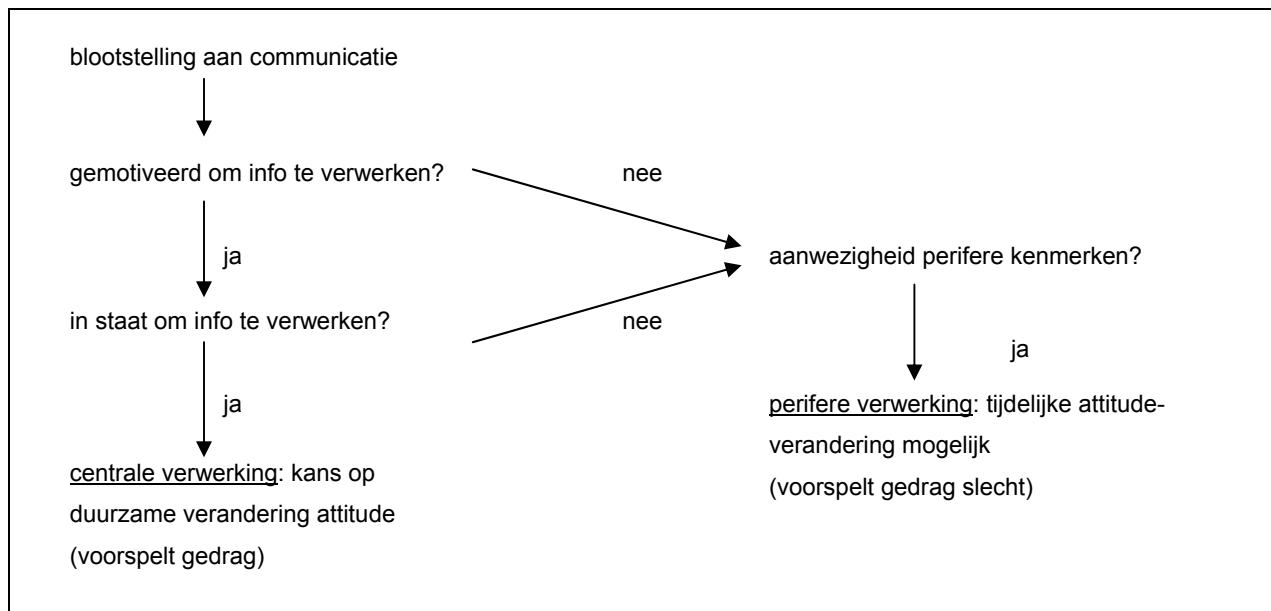 blootstelling aan communicatie
gemotiveerd om info te verwerken?
nee
ja
aanwezigheid perifere kenmerken?
in staat om info te verwerken?
nee
ja
ja
perifere verwerking: tijdelijke attitude-
verandering mogelijk
(voorspelt gedrag slecht)
centrale verwerking: kans op
duurzame verandering attitude
(voorspelt gedrag)